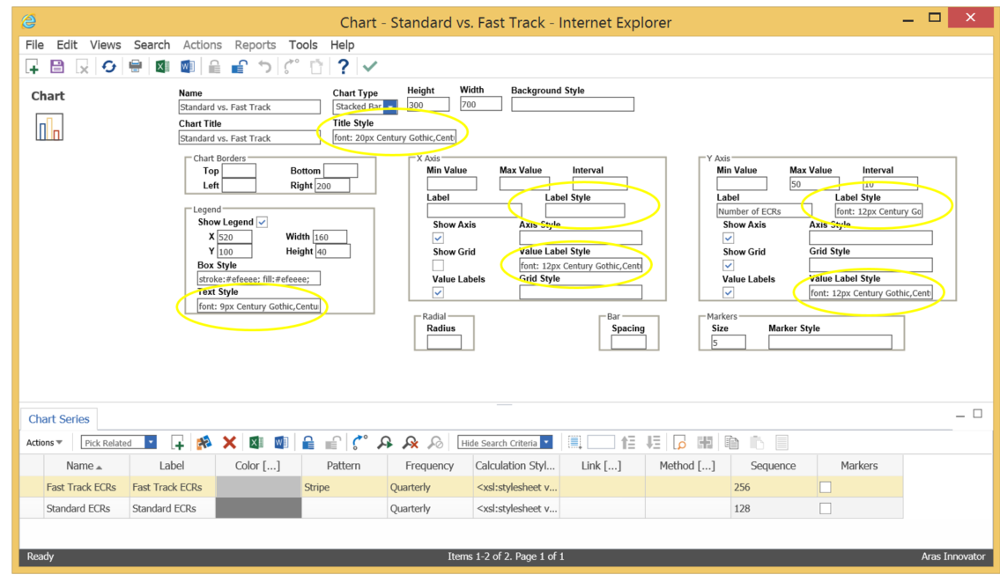 Chart - Standard vs. Fast Track - Internet Explorer
File Edit Views Search Actions Reports Tools Help
Chart
Name Chart Type Height Width Background Style
Standard vs. Fast Track Stacked Bar 300 700
Chart Title Title Style
Standard vs. Fast Track font: 20px Century Gothic,Cent
Chart Borders X Axis Y Axis
Top Bottom Min Value Max Value Interval Min Value Max Value Interval
Left Right 200 50 10
Label Label Style Label Label Style
Legend Number of ECRs font: 12px Century Go
Show Legend Show Axis Axis Style Show Axis Axis Style
X 520 Width 160
Y 100 Height 40 Show Grid Value Label Style Show Grid Grid Style
Box Style font: 12px Century Gothic,Cent
stroke:#efeeee; fill:#efeeee; Value Labels Grid Style Value Labels Value Label Style
Text Style font: 12px Century Gothic,Cent
font: 9px Century Gothic,Centu
Radial Bar Markers
Radius Spacing Size Marker Style
5
Chart Series
Actions Pick Related Hide Search Criteria
Name Label Color [...] Pattern Frequency Calculation Styl... Link [...] Method [...] Sequence Markers
Fast Track ECRs Fast Track ECRs Stripe Quarterly <xsl:stylesheet v... 256
Standard ECRs Standard ECRs Quarterly <xsl:stylesheet v... 128
Ready Items 1-2 of 2. Page 1 of 1 Aras Innovator